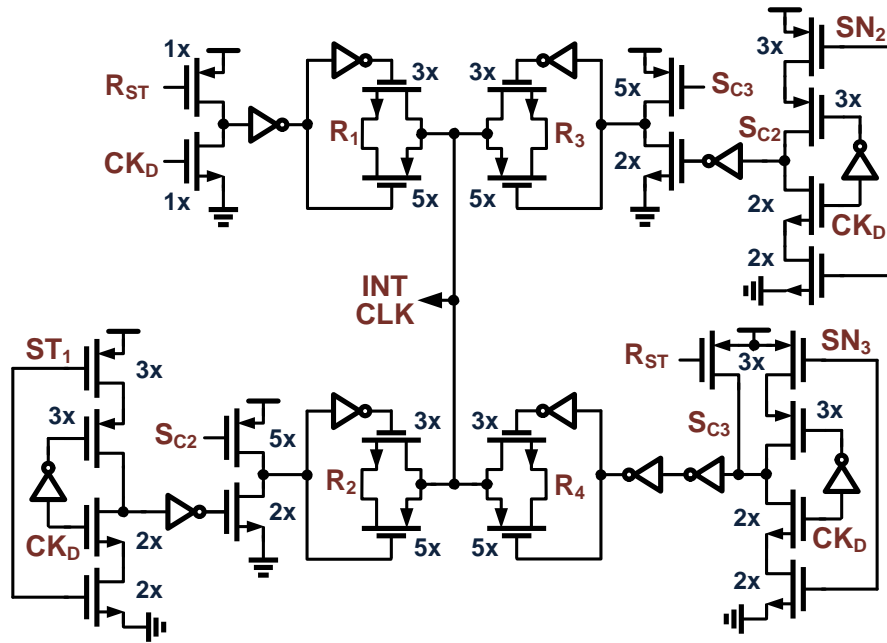 1x
3x
3x
5x
3x
SN2
RST
SC3
3x
R1
R3
SC2
CKD
2x
2x
CKD
1x
5x
5x
2x
INT
CLK
ST1
RST
SN3
3x
3x
3x
3x
3x
3x
SC2
5x
SC3
R2
R4
2x
2x
CKD
2x
CKD
5x
5x
2x
2x